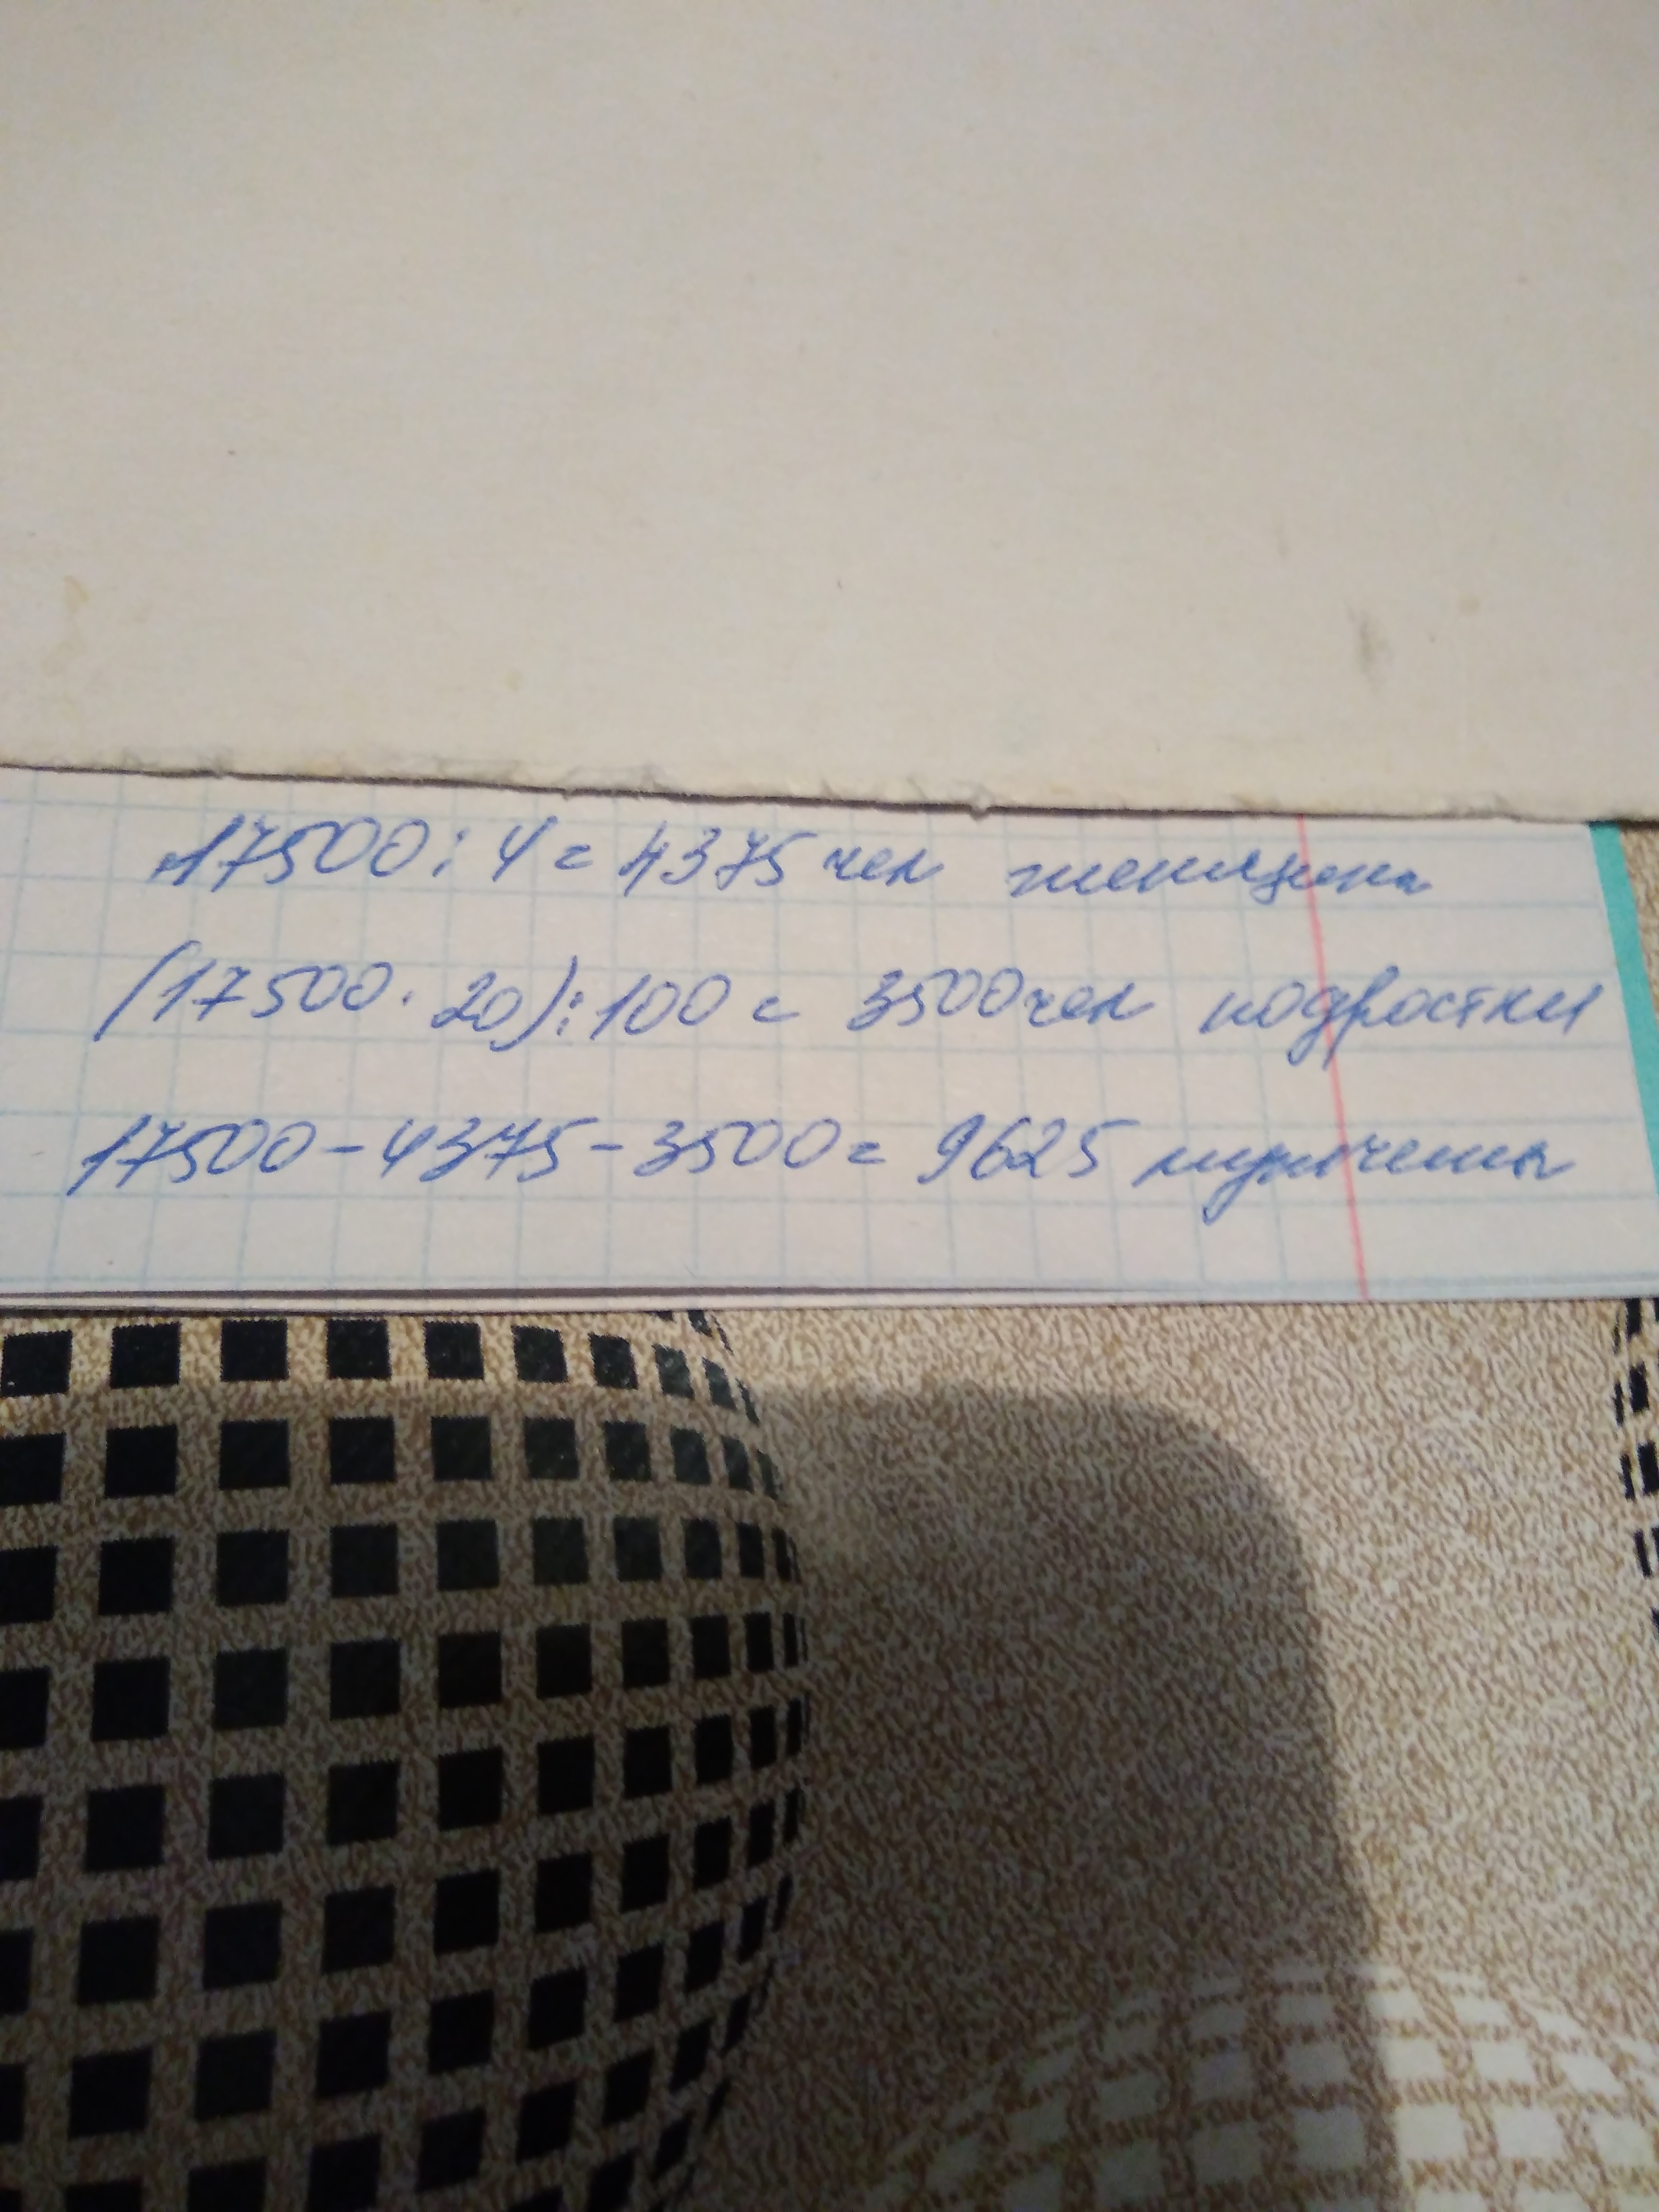 17500 : 4 = 4375 чел женщины
(17500 · 20) : 100 = 3500 чел подростки
17500 - 4375 - 3500 = 9625 мужчины